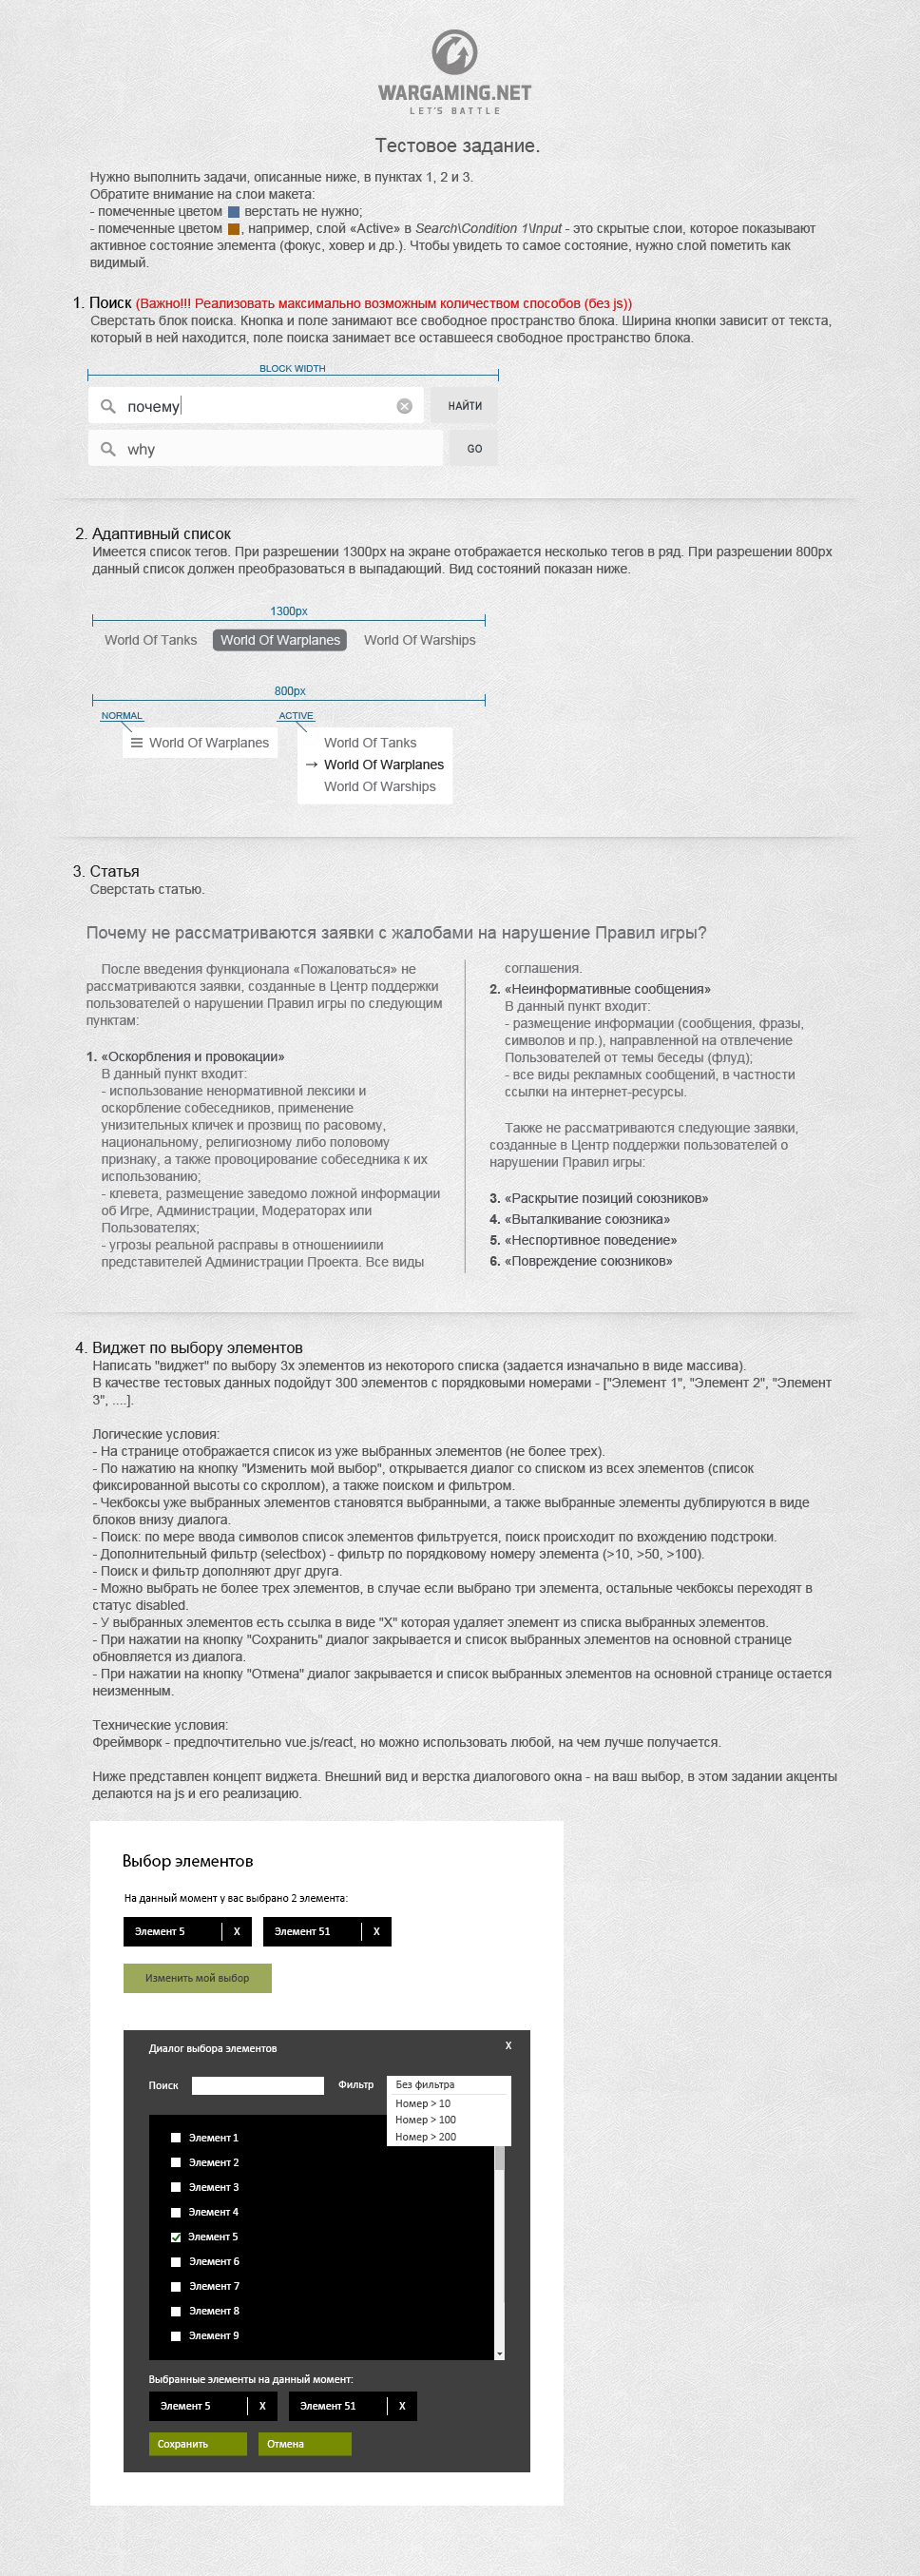 WARGAMING.NET
LET'S BATTLE
Тестовое задание.
Нужно выполнить задачи, описанные ниже, в пунктах 1, 2 и 3.
Обратите внимание на слои макета:
- помеченные цветом верстать не нужно;
- помеченные цветом , например, слой «Active» в Search\Condition 1\Input - это скрытые слои, которое показывают
активное состояние элемента (фокус, ховер и др.). Чтобы увидеть то самое состояние, нужно слой пометить как
видимый.
1. Поиск (Важно!!! Реализовать максимально возможным количеством способов (без js))
Сверстать блок поиска. Кнопка и поле занимают все свободное пространство блока. Ширина кнопки зависит от текста,
который в ней находится, поле поиска занимает все оставшееся свободное пространство блока.
BLOCK WIDTH
почему
НАЙТИ
why
GO
2. Адаптивный список
Имеется список тегов. При разрешении 1300px на экране отображается несколько тегов в ряд. При разрешении 800px
данный список должен преобразоваться в выпадающий. Вид состояний показан ниже.
1300px
World Of Tanks World Of Warplanes World Of Warships
800px
NORMAL
ACTIVE
World Of Warplanes
World Of Tanks
→ World Of Warplanes
World Of Warships
3. Статья
Сверстать статью.
Почему не рассматриваются заявки с жалобами на нарушение Правил игры?
После введения функционала «Пожаловаться» не
рассматриваются заявки, созданные в Центр поддержки
пользователей о нарушении Правил игры по следующим
пунктам:
1. «Оскорбления и провокации»
В данный пункт входит:
- использование ненормативной лексики и
оскорбление собеседников, применение
унизительных кличек и прозвищ по расовому,
национальному, религиозному либо половому
признаку, а также провоцирование собеседника к их
использованию;
- клевета, размещение заведомо ложной информации
об Игре, Администрации, Модераторах или
Пользователях;
- угрозы реальной расправы в отношенииили
представителей Администрации Проекта. Все виды
соглашения.
2. «Неинформативные сообщения»
В данный пункт входит:
- размещение информации (сообщения, фразы,
символов и пр.), направленной на отвлечение
Пользователей от темы беседы (флуд);
- все виды рекламных сообщений, в частности
ссылки на интернет-ресурсы.
Также не рассматриваются следующие заявки,
созданные в Центр поддержки пользователей о
нарушении Правил игры:
3. «Раскрытие позиций союзников»
4. «Выталкивание союзника»
5. «Неспортивное поведение»
6. «Повреждение союзников»
4. Виджет по выбору элементов
Написать "виджет" по выбору 3х элементов из некоторого списка (задается изначально в виде массива).
В качестве тестовых данных подойдут 300 элементов с порядковыми номерами - ["Элемент 1", "Элемент 2", "Элемент
3", ....].
Логические условия:
- На странице отображается список из уже выбранных элементов (не более трех).
- По нажатию на кнопку "Изменить мой выбор", открывается диалог со списком из всех элементов (список
фиксированной высоты со скроллом), а также поиском и фильтром.
- Чекбоксы уже выбранных элементов становятся выбранными, а также выбранные элементы дублируются в виде
блоков внизу диалога.
- Поиск: по мере ввода символов список элементов фильтруется, поиск происходит по вхождению подстроки.
- Дополнительный фильтр (selectbox) - фильтр по порядковому номеру элемента (>10, >50, >100).
- Поиск и фильтр дополняют друг друга.
- Можно выбрать не более трех элементов, в случае если выбрано три элемента, остальные чекбоксы переходят в
статус disabled.
- У выбранных элементов есть ссылка в виде "X" которая удаляет элемент из списка выбранных элементов.
- При нажатии на кнопку "Сохранить" диалог закрывается и список выбранных элементов на основной странице
обновляется из диалога.
- При нажатии на кнопку "Отмена" диалог закрывается и список выбранных элементов на основной странице остается
неизменным.
Технические условия:
Фреймворк - предпочтительно vue.js/react, но можно использовать любой, на чем лучше получается.
Ниже представлен концепт виджета. Внешний вид и верстка диалогового окна - на ваш выбор, в этом задании акценты
делаются на js и его реализацию.
Выбор элементов
На данный момент у вас выбрано 2 элемента:
Элемент 5 X Элемент 51 X
Изменить мой выбор
Диалог выбора элементов X
Поиск Фильтр Без фильтра
Номер > 10
Номер > 100
Номер > 200
Элемент 1
Элемент 2
Элемент 3
Элемент 4
Элемент 5
Элемент 6
Элемент 7
Элемент 8
Элемент 9
Выбранные элементы на данный момент:
Элемент 5 X Элемент 51 X
Сохранить Отмена